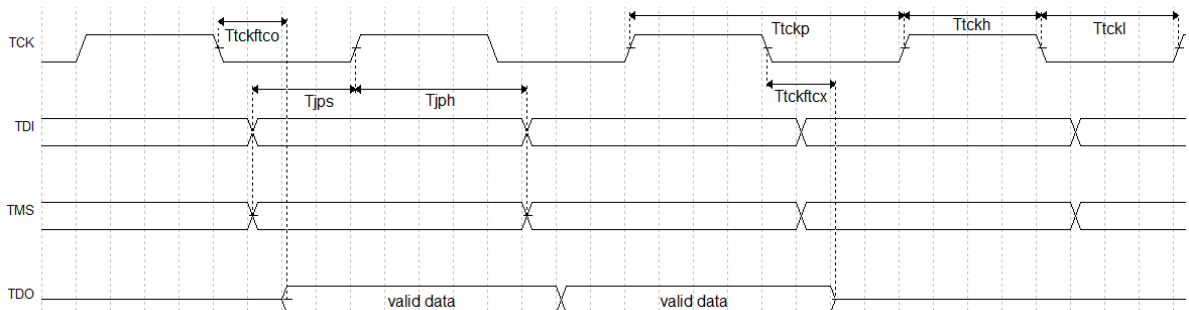 Ttckftco
Ttckp
Ttckh
Ttckl
TCK
Tjps
Tjph
Ttckftcx
TDI
TMS
TDO
valid data
valid data